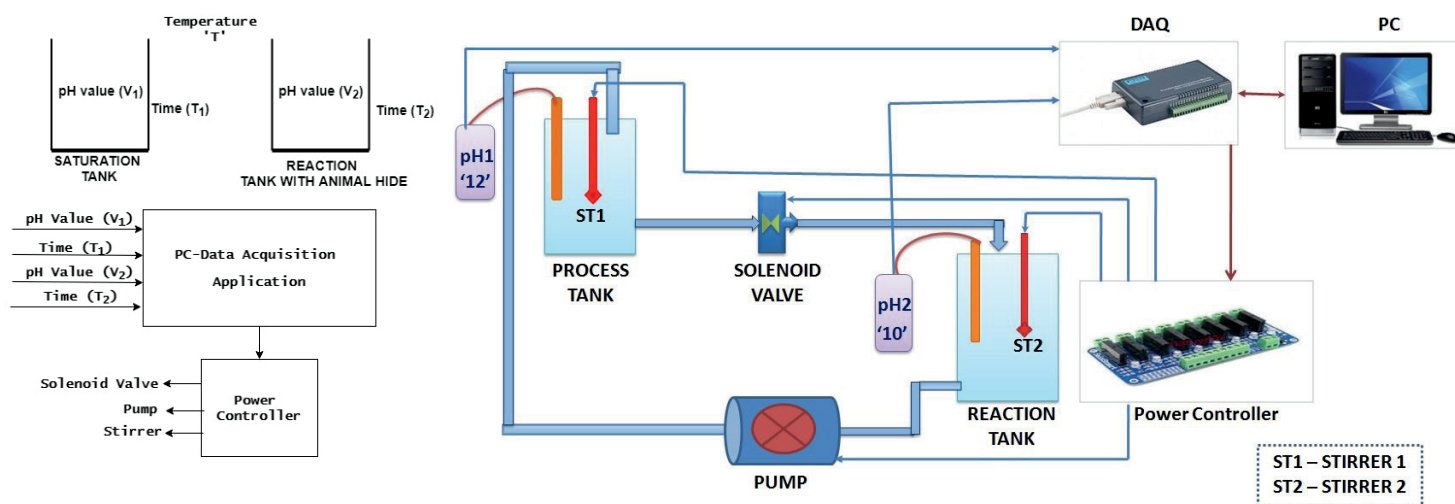 Temperature
'T'
pH value (V₁)
Time (T₁)
SATURATION
TANK
pH value (V₂)
Time (T₂)
REACTION
TANK WITH ANIMAL HIDE
pH Value (V₁)
Time (T₁)
pH Value (V₂)
Time (T₂)
PC-Data Acquisition
Application
Solenoid Valve
Pump
Stirrer
Power
Controller
DAQ
PC
pH1
‘12’
ST1
PROCESS
TANK
SOLENOID
VALVE
pH2
‘10’
ST2
REACTION
TANK
PUMP
Power Controller
ST1 – STIRRER 1
ST2 – STIRRER 2